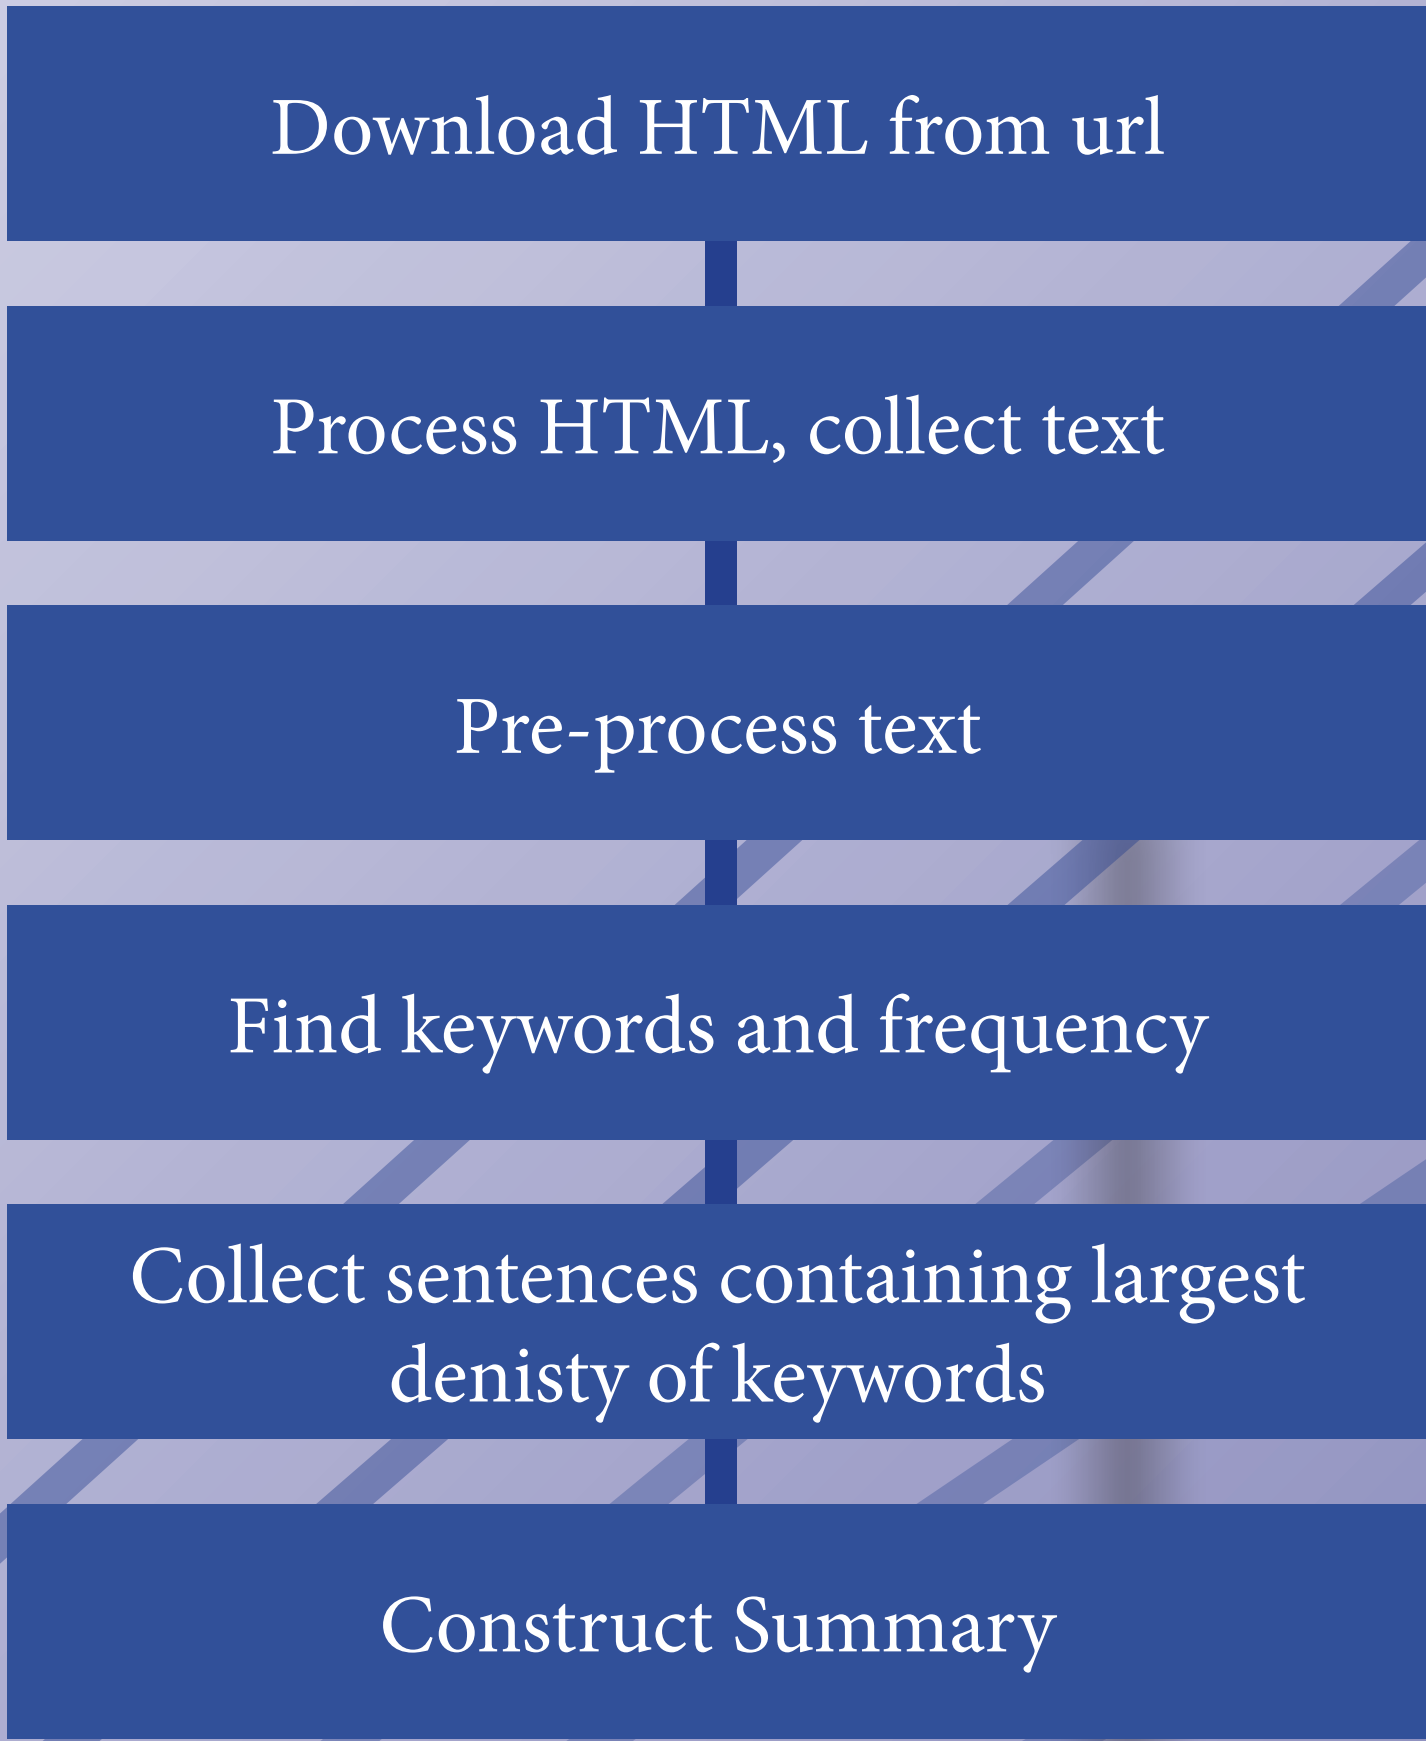 Download HTML from url
Process HTML, collect text
Pre-process text
Find keywords and frequency
Collect sentences containing largest
denisty of keywords
Construct Summary